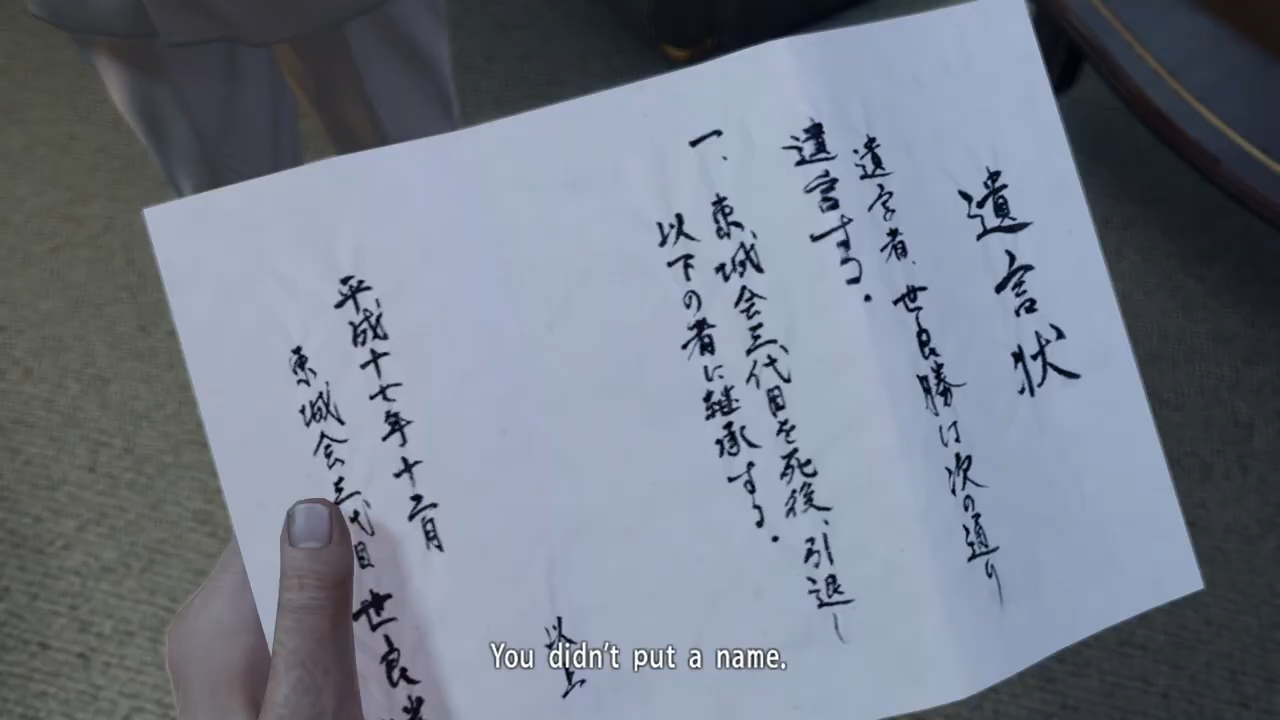 遺言状
遺言者、世良勝は次の通り
遺言する。
一、東城会三代目を死後、引退し
以下の者に継承する。
以上
平成十七年十二月
東城会三代目 世良勝
You didn't put a name.